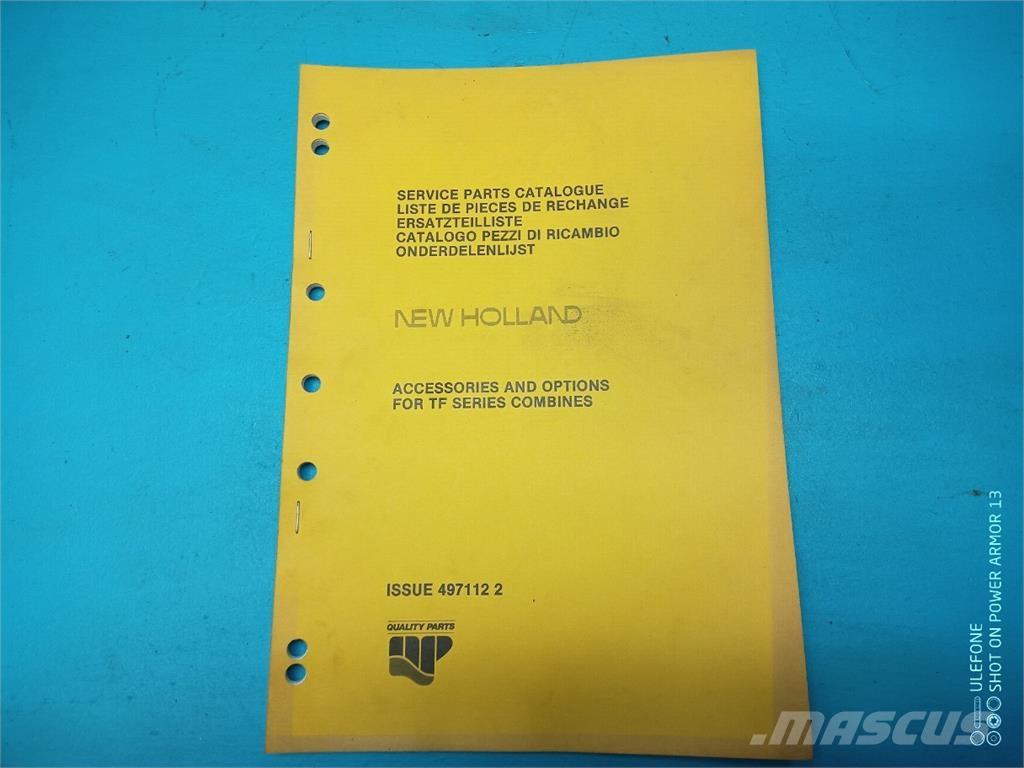 SERVICE PARTS CATALOGUE
LISTE DE PIECES DE RECHANGE
ERSATZTEILLISTE
CATALOGO PEZZI DI RICAMBIO
ONDERDELENLIJST
NEW HOLLAND
ACCESSORIES AND OPTIONS
FOR TF SERIES COMBINES
ISSUE 497112 2
QUALITY PARTS
QP
.MASCUS
ULEFONE
SHOT ON POWER ARMOR 13